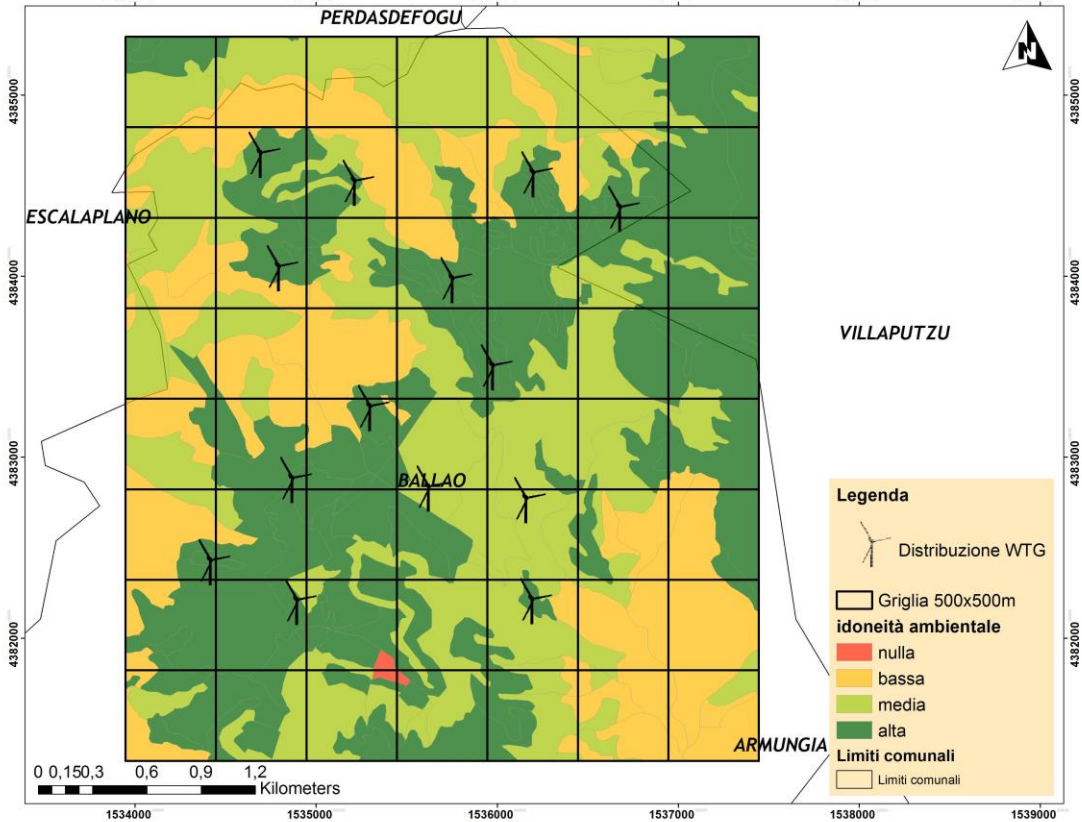 PERDASDEFOGU
N
4385000
4385000
ESCALAPLANO
4384000
4384000
VILLAPUTZU
4383000
4383000
BALLAO
Legenda
Distribuzione WTG
Griglia 500x500m
idoneità ambientale
nulla
bassa
media
alta
Limiti comunali
Limiti comunali
4382000
4382000
ARMUNGIA
0 0,150,3 0,6 0,9 1,2
Kilometers
1534000 1535000 1536000 1537000 1538000 1539000